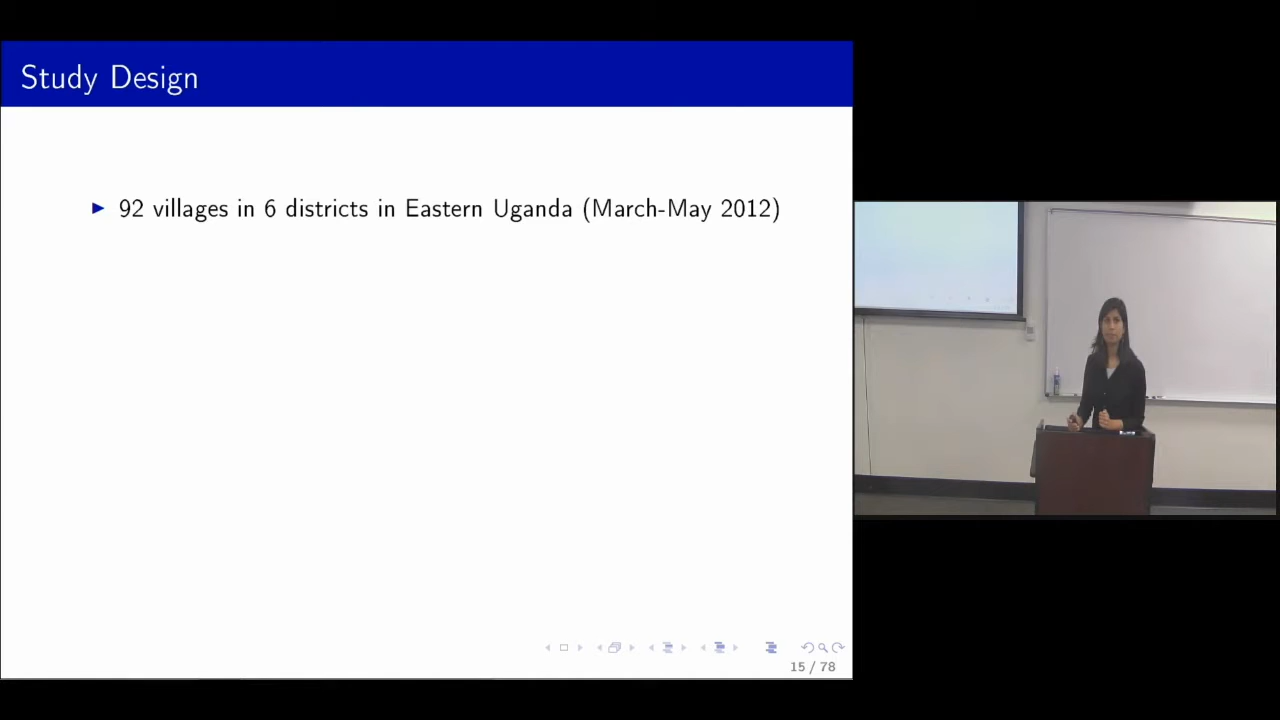 Study Design
▶ 92 villages in 6 districts in Eastern Uganda (March-May 2012)
15 / 78